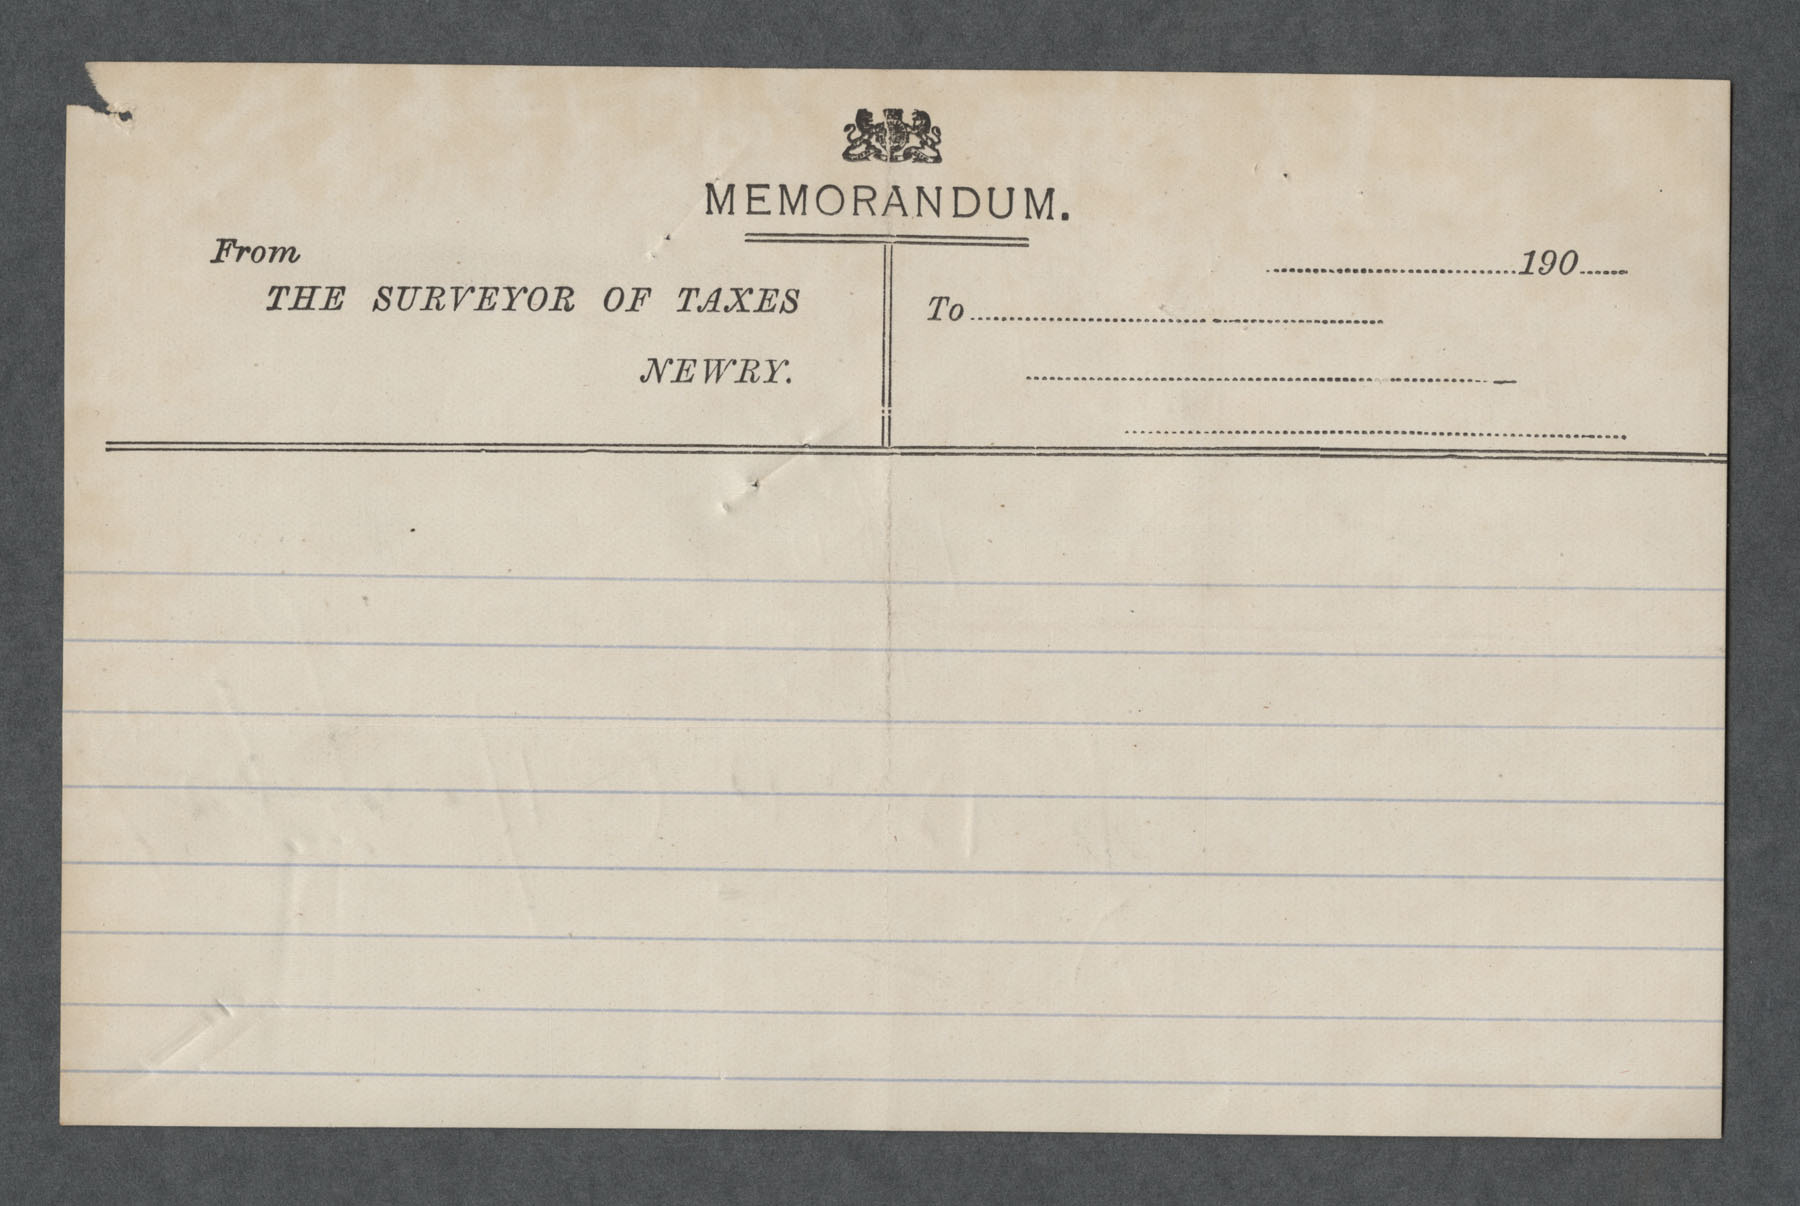 MEMORANDUM.
From
THE SURVEYOR OF TAXES
NEWRY.
....................190......
To....................
....................
....................